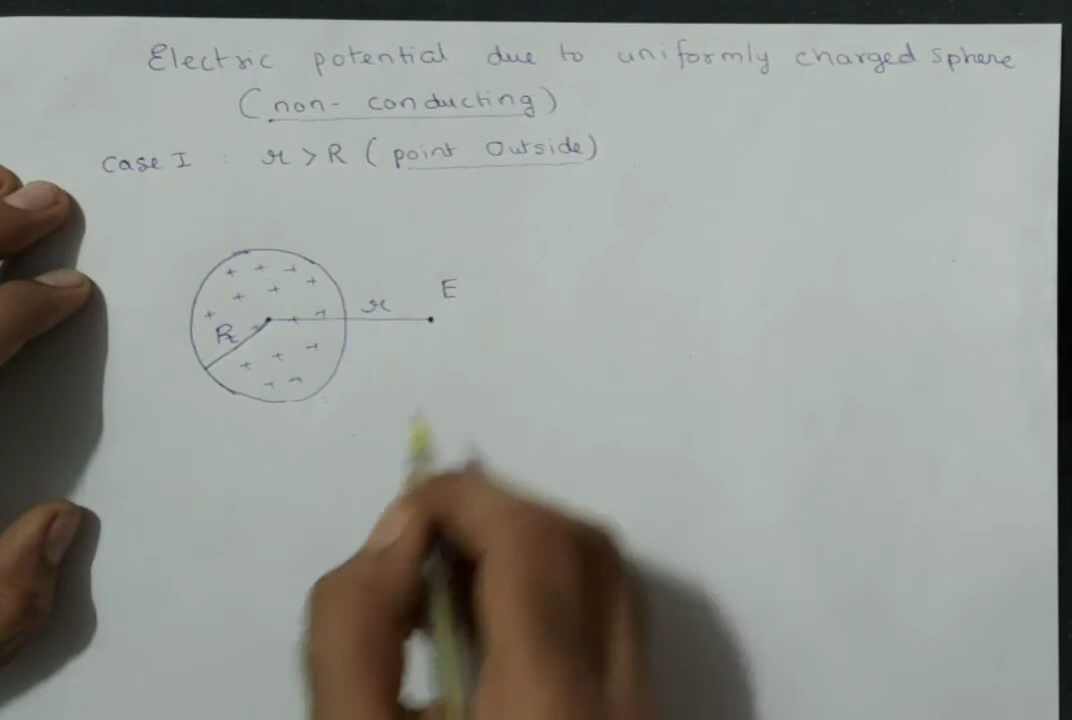 Electric potential due to uniformly charged sphere
(non-conducting)
Case I : r > R (point outside)
E
r
R